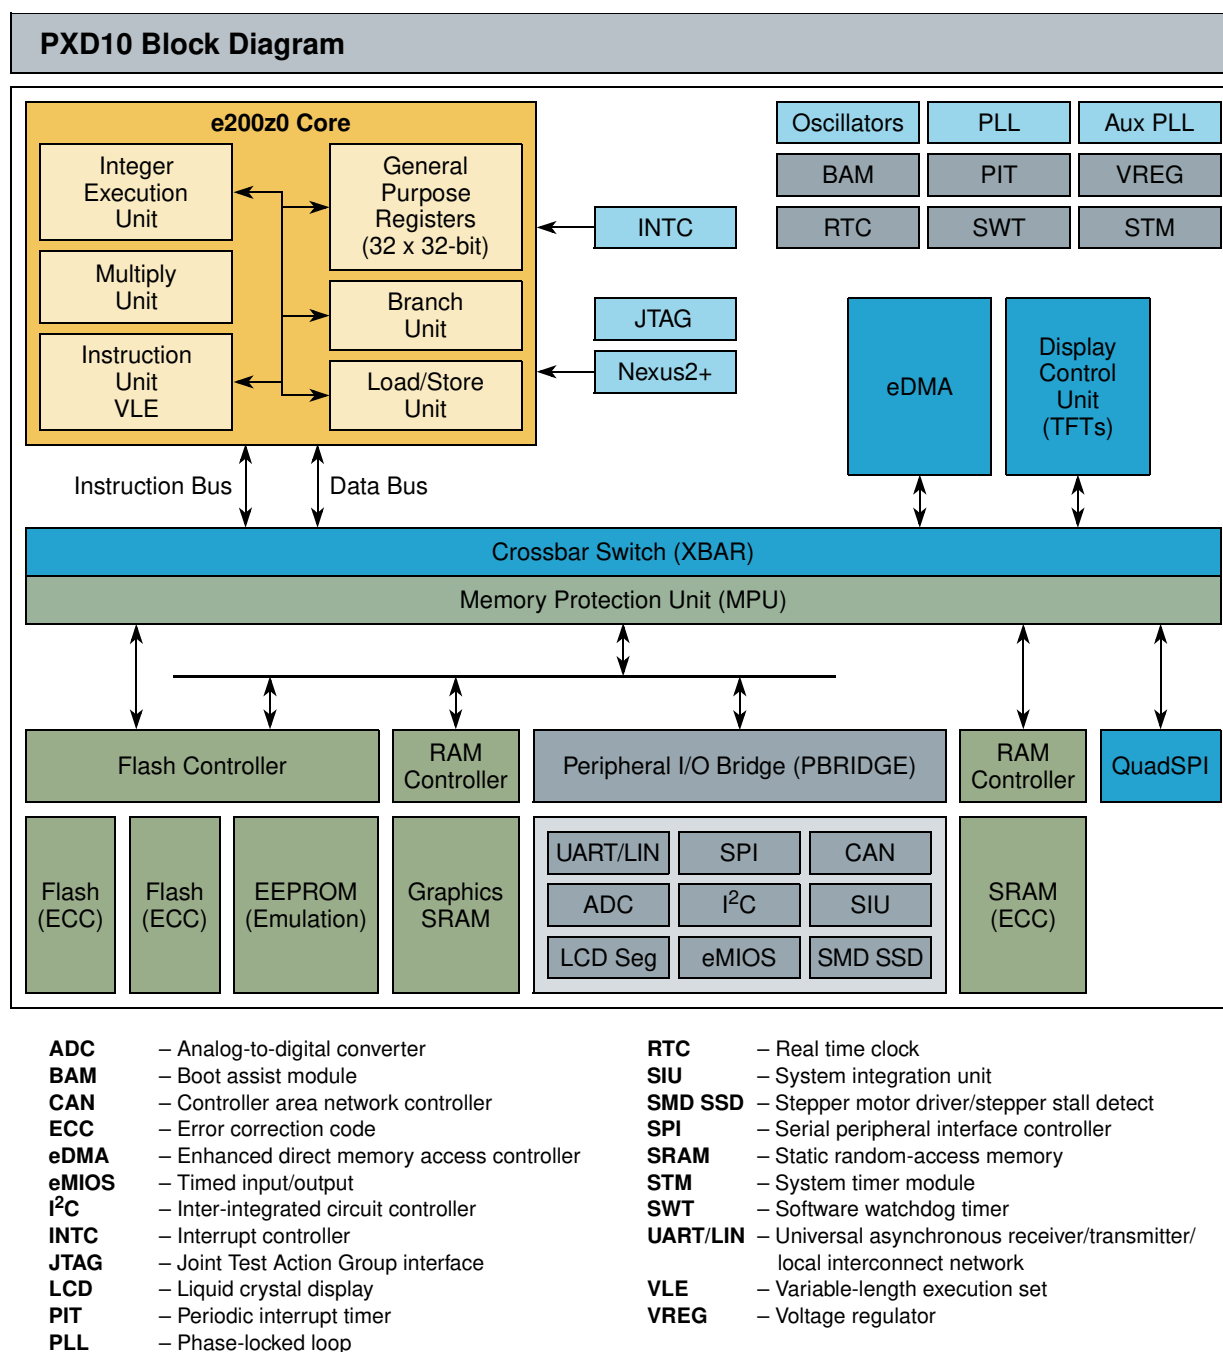 PXD10 Block Diagram
e200z0 Core
Integer
Execution
Unit
General
Purpose
Registers
(32 x 32-bit)
Multiply
Unit
Branch
Unit
Instruction
Unit
VLE
Load/Store
Unit
INTC
JTAG
Nexus2+
Oscillators
PLL
Aux PLL
BAM
PIT
VREG
RTC
SWT
STM
eDMA
Display
Control
Unit
(TFTs)
Instruction Bus
Data Bus
Crossbar Switch (XBAR)
Memory Protection Unit (MPU)
Flash Controller
RAM
Controller
Peripheral I/O Bridge (PBRIDGE)
RAM
Controller
QuadSPI
Flash
(ECC)
Flash
(ECC)
EEPROM
(Emulation)
Graphics
SRAM
UART/LIN
SPI
CAN
ADC
I²C
SIU
LCD Seg
eMIOS
SMD SSD
SRAM
(ECC)
ADC – Analog-to-digital converter
BAM – Boot assist module
CAN – Controller area network controller
ECC – Error correction code
eDMA – Enhanced direct memory access controller
eMIOS – Timed input/output
I²C – Inter-integrated circuit controller
INTC – Interrupt controller
JTAG – Joint Test Action Group interface
LCD – Liquid crystal display
PIT – Periodic interrupt timer
PLL – Phase-locked loop
RTC – Real time clock
SIU – System integration unit
SMD SSD – Stepper motor driver/stepper stall detect
SPI – Serial peripheral interface controller
SRAM – Static random-access memory
STM – System timer module
SWT – Software watchdog timer
UART/LIN – Universal asynchronous receiver/transmitter/
local interconnect network
VLE – Variable-length execution set
VREG – Voltage regulator